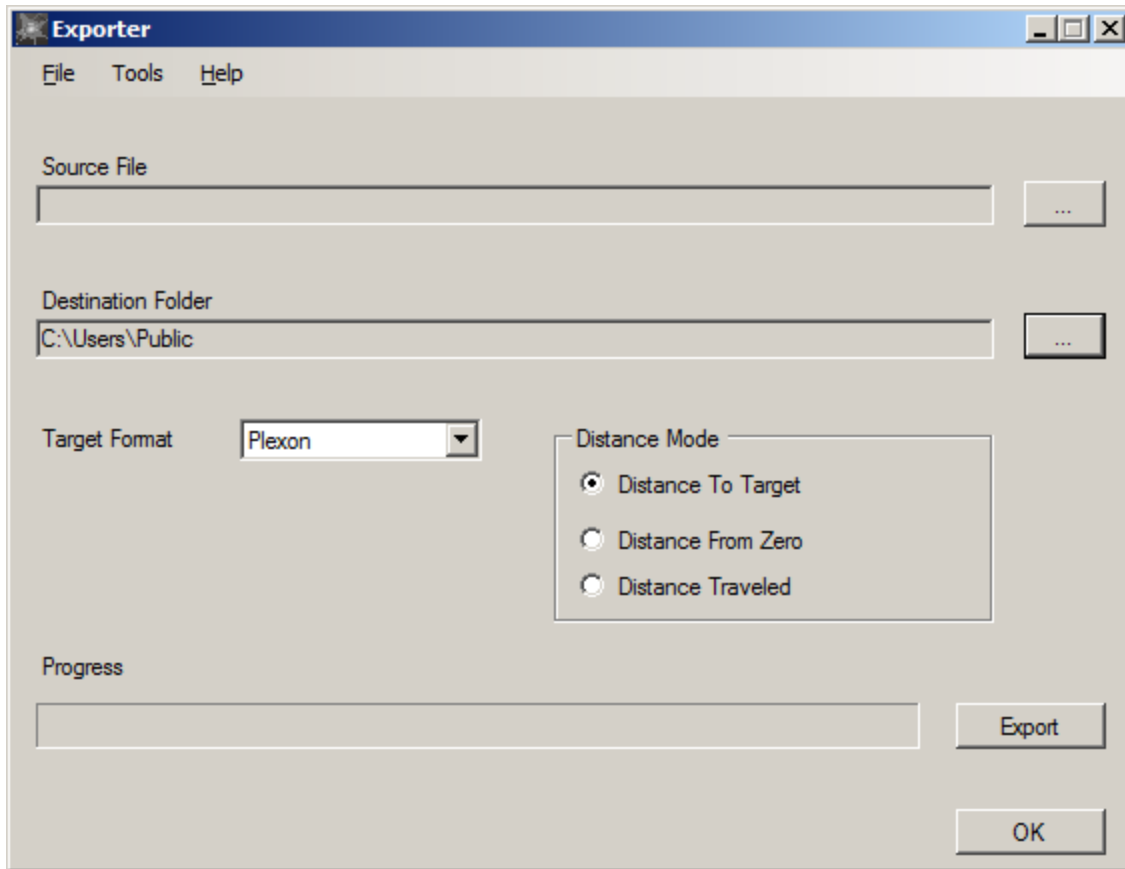 Exporter
File Tools Help
Source File
...
Destination Folder
C:\Users\Public
...
Target Format
Plexon
Distance Mode
Distance To Target
Distance From Zero
Distance Traveled
Progress
Export
OK